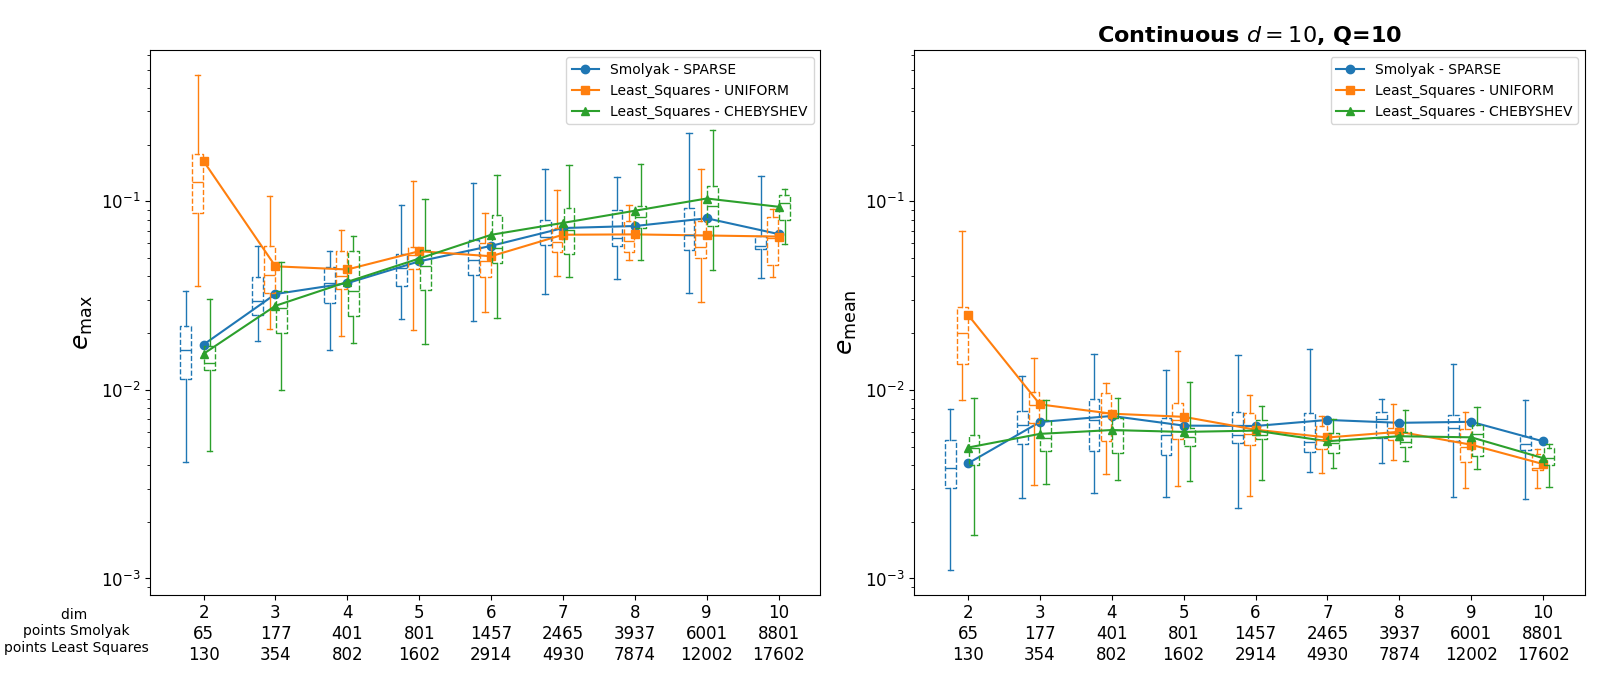 Continuous d = 10, Q=10
Smolyak - SPARSE
Least_Squares - UNIFORM
Least_Squares - CHEBYSHEV
Smolyak - SPARSE
Least_Squares - UNIFORM
Least_Squares - CHEBYSHEV
10⁻¹
10⁻²
10⁻³
e_max
10⁻¹
10⁻²
10⁻³
e_mean
dim 2 3 4 5 6 7 8 9 10
points Smolyak 65 177 401 801 1457 2465 3937 6001 8801
points Least Squares 130 354 802 1602 2914 4930 7874 12002 17602
2 3 4 5 6 7 8 9 10
65 177 401 801 1457 2465 3937 6001 8801
130 354 802 1602 2914 4930 7874 12002 17602